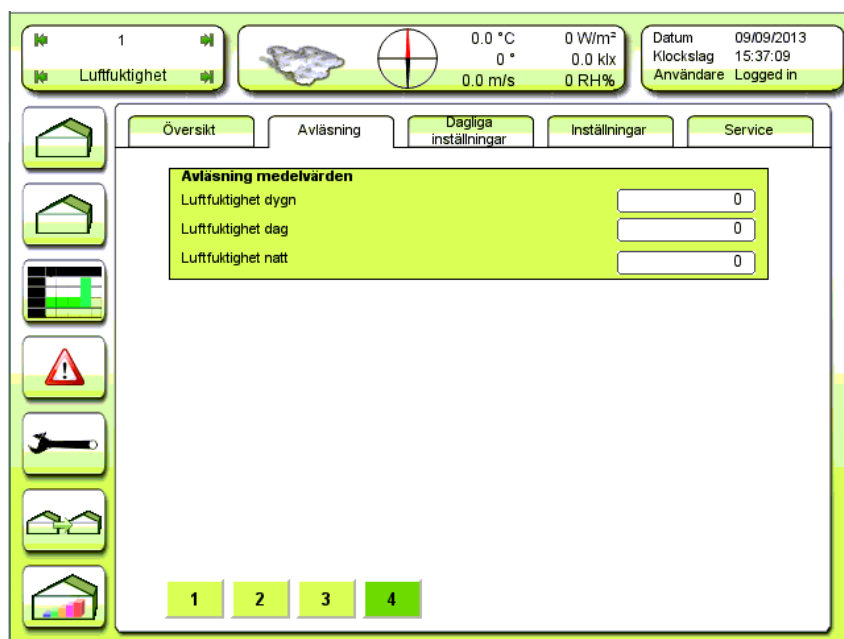 1
Luftfuktighet
0.0 °C
0 W/m²
0 °
0.0 klx
0.0 m/s
0 RH%
Datum 09/09/2013
Klockslag 15:37:09
Användare Logged in
Översikt
Avläsning
Dagliga
inställningar
Inställningar
Service
Avläsning medelvärden
Luftfuktighet dygn 0
Luftfuktighet dag 0
Luftfuktighet natt 0
1 2 3 4